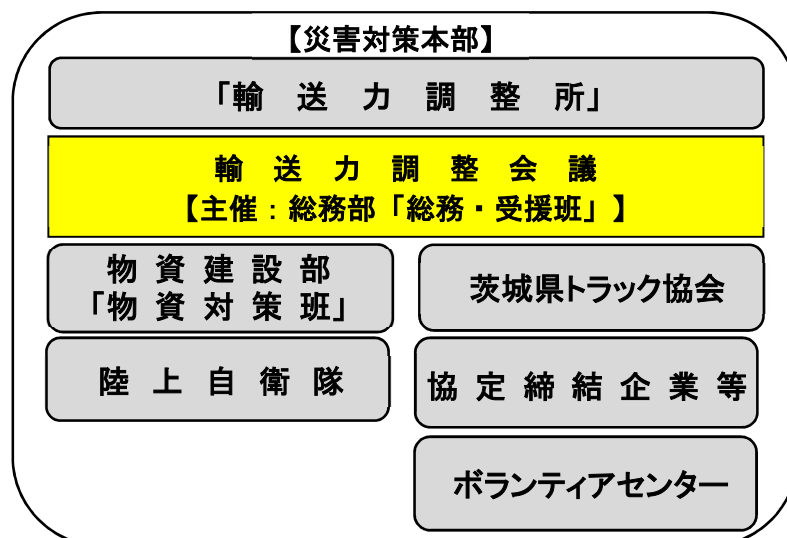 【災害対策本部】
「輸送力調整所」
輸送力調整会議
【主催：総務部「総務・受援班」】
物資建設部
「物資対策班」
茨城県トラック協会
陸上自衛隊
協定締結企業等
ボランティアセンター